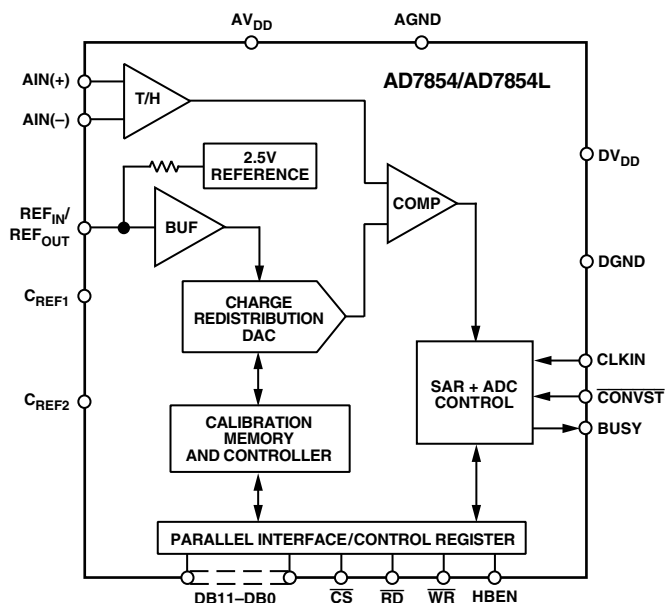 AVDD
AGND
AD7854/AD7854L
AIN(+)
AIN(–)
T/H
2.5V
REFERENCE
DVDD
REFIN/
REFOUT
BUF
COMP
DGND
CREF1
CHARGE
REDISTRIBUTION
DAC
CLKIN
CREF2
SAR + ADC
CONTROL
CONVST
BUSY
CALIBRATION
MEMORY
AND CONTROLLER
PARALLEL INTERFACE/CONTROL REGISTER
DB11–DB0
CS
RD
WR
HBEN